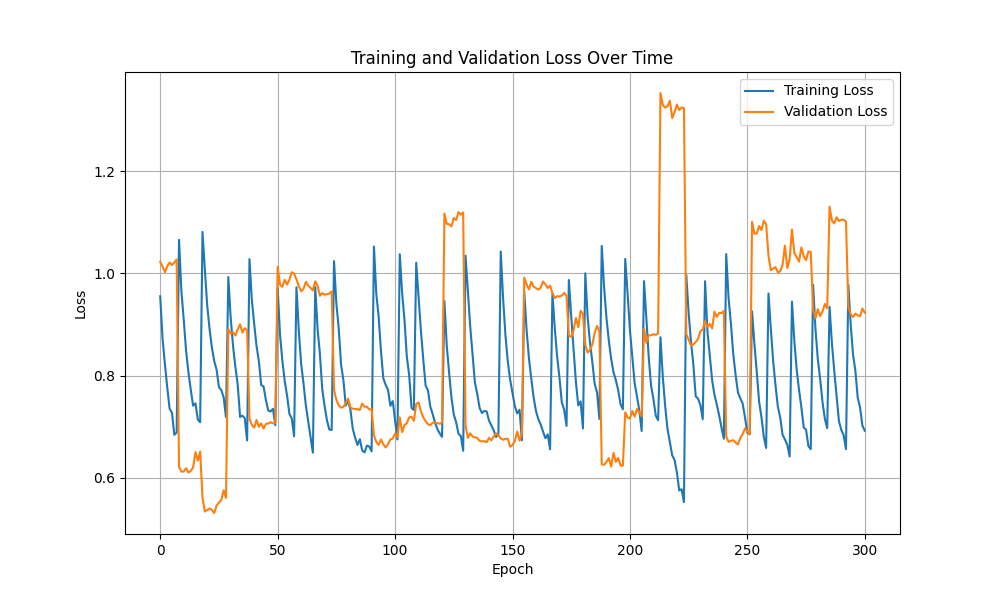 Training and Validation Loss Over Time
Training Loss
Validation Loss
Loss
1.2
1.0
0.8
0.6
0
50
100
150
200
250
300
Epoch